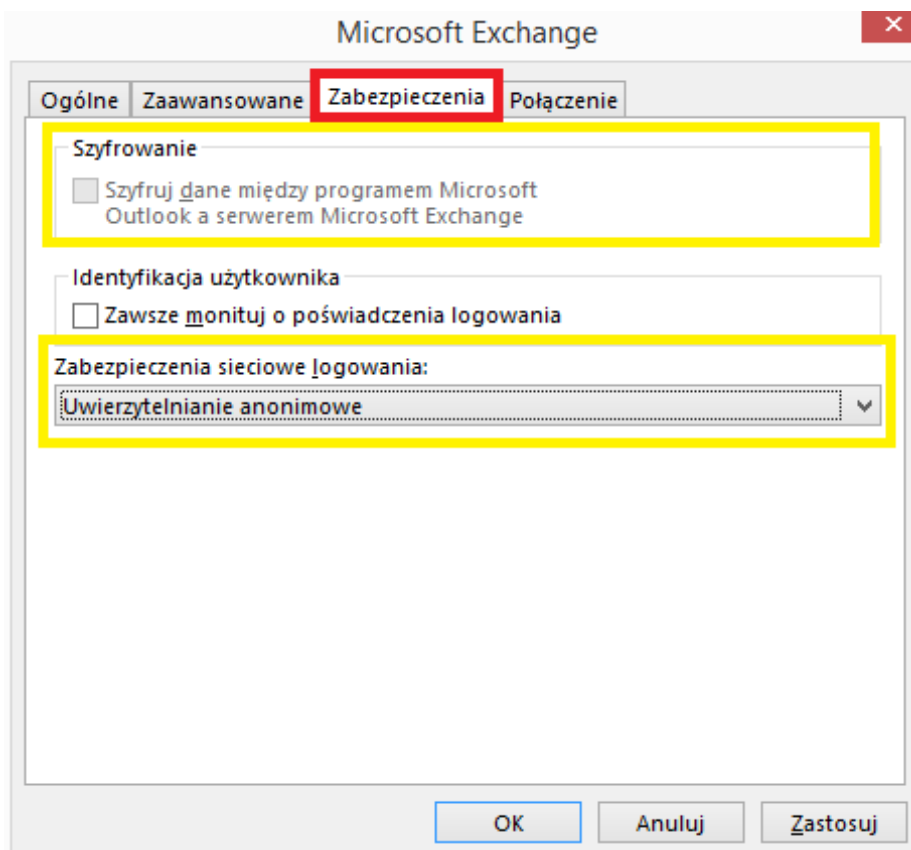 Microsoft Exchange
Ogólne Zaawansowane Zabezpieczenia Połączenie
Szyfrowanie
Szyfruj dane między programem Microsoft
Outlook a serwerem Microsoft Exchange
Identyfikacja użytkownika
Zawsze monituj o poświadczenia logowania
Zabezpieczenia sieciowe logowania:
Uwierzytelnianie anonimowe
OK Anuluj Zastosuj